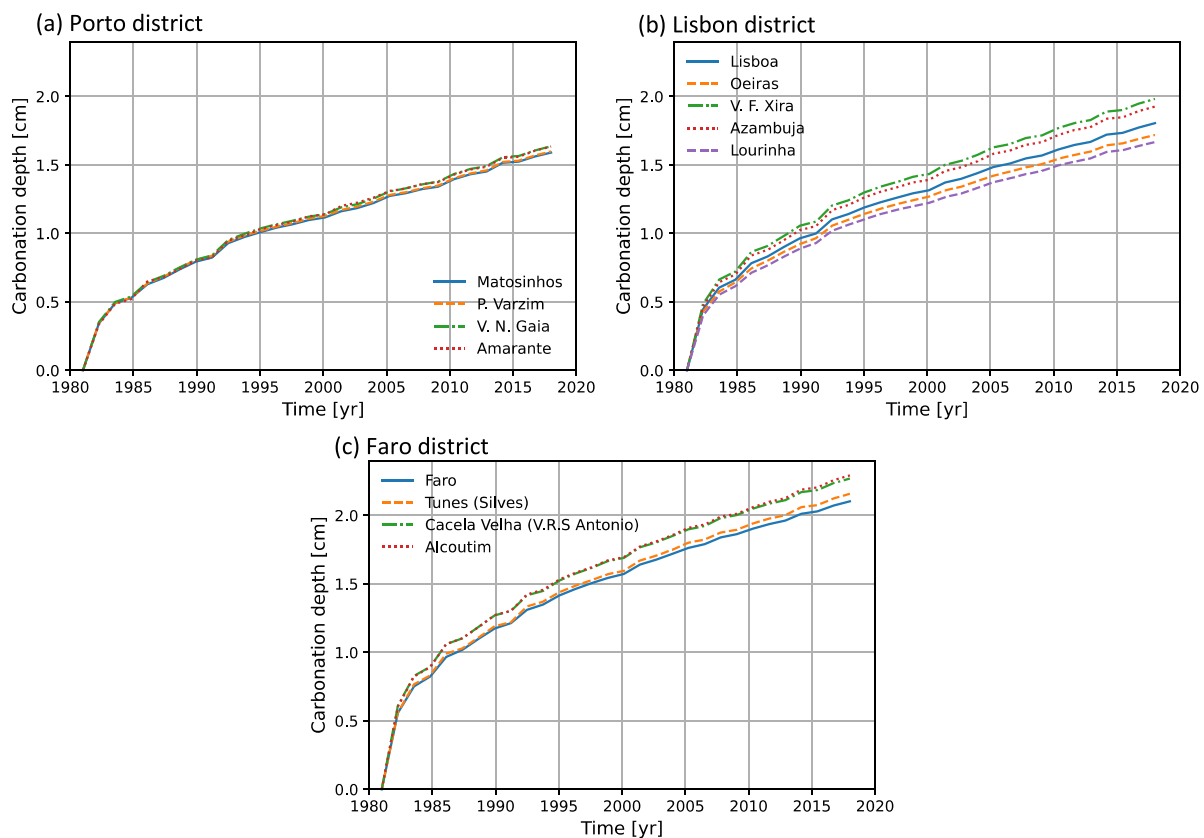 (a) Porto district
Carbonation depth [cm]
2.0
1.5
1.0
0.5
0.0
Matosinhos
P. Varzim
V. N. Gaia
Amarante
1980 1985 1990 1995 2000 2005 2010 2015 2020
Time [yr]
(b) Lisbon district
Carbonation depth [cm]
2.0
1.5
1.0
0.5
0.0
Lisboa
Oeiras
V. F. Xira
Azambuja
Lourinha
1980 1985 1990 1995 2000 2005 2010 2015 2020
Time [yr]
(c) Faro district
Carbonation depth [cm]
2.0
1.5
1.0
0.5
0.0
Faro
Tunes (Silves)
Cacela Velha (V.R.S Antonio)
Alcoutim
1980 1985 1990 1995 2000 2005 2010 2015 2020
Time [yr]